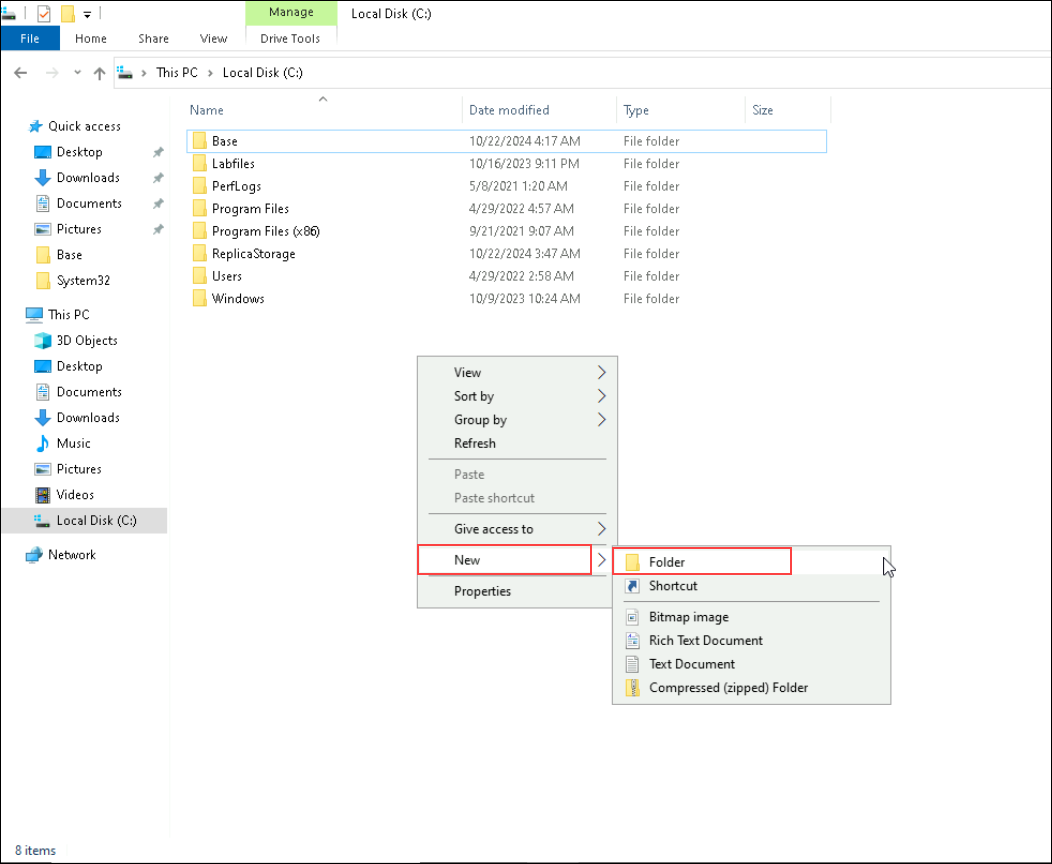 Manage
Local Disk (C:)
File
Home
Share
View
Drive Tools
This PC
Local Disk (C:)
Name
Date modified
Type
Size
Quick access
Desktop
Downloads
Documents
Pictures
Base
System32
This PC
3D Objects
Desktop
Documents
Downloads
Music
Pictures
Videos
Local Disk (C:)
Network
Base 10/22/2024 4:17 AM File folder
Labfiles 10/16/2023 9:11 PM File folder
PerfLogs 5/8/2021 1:20 AM File folder
Program Files 4/29/2022 4:57 AM File folder
Program Files (x86) 9/21/2021 9:07 AM File folder
ReplicaStorage 10/22/2024 3:47 AM File folder
Users 4/29/2022 2:58 AM File folder
Windows 10/9/2023 10:24 AM File folder
View
Sort by
Group by
Refresh
Paste
Paste shortcut
Give access to
New
Properties
Folder
Shortcut
Bitmap image
Rich Text Document
Text Document
Compressed (zipped) Folder
8 items